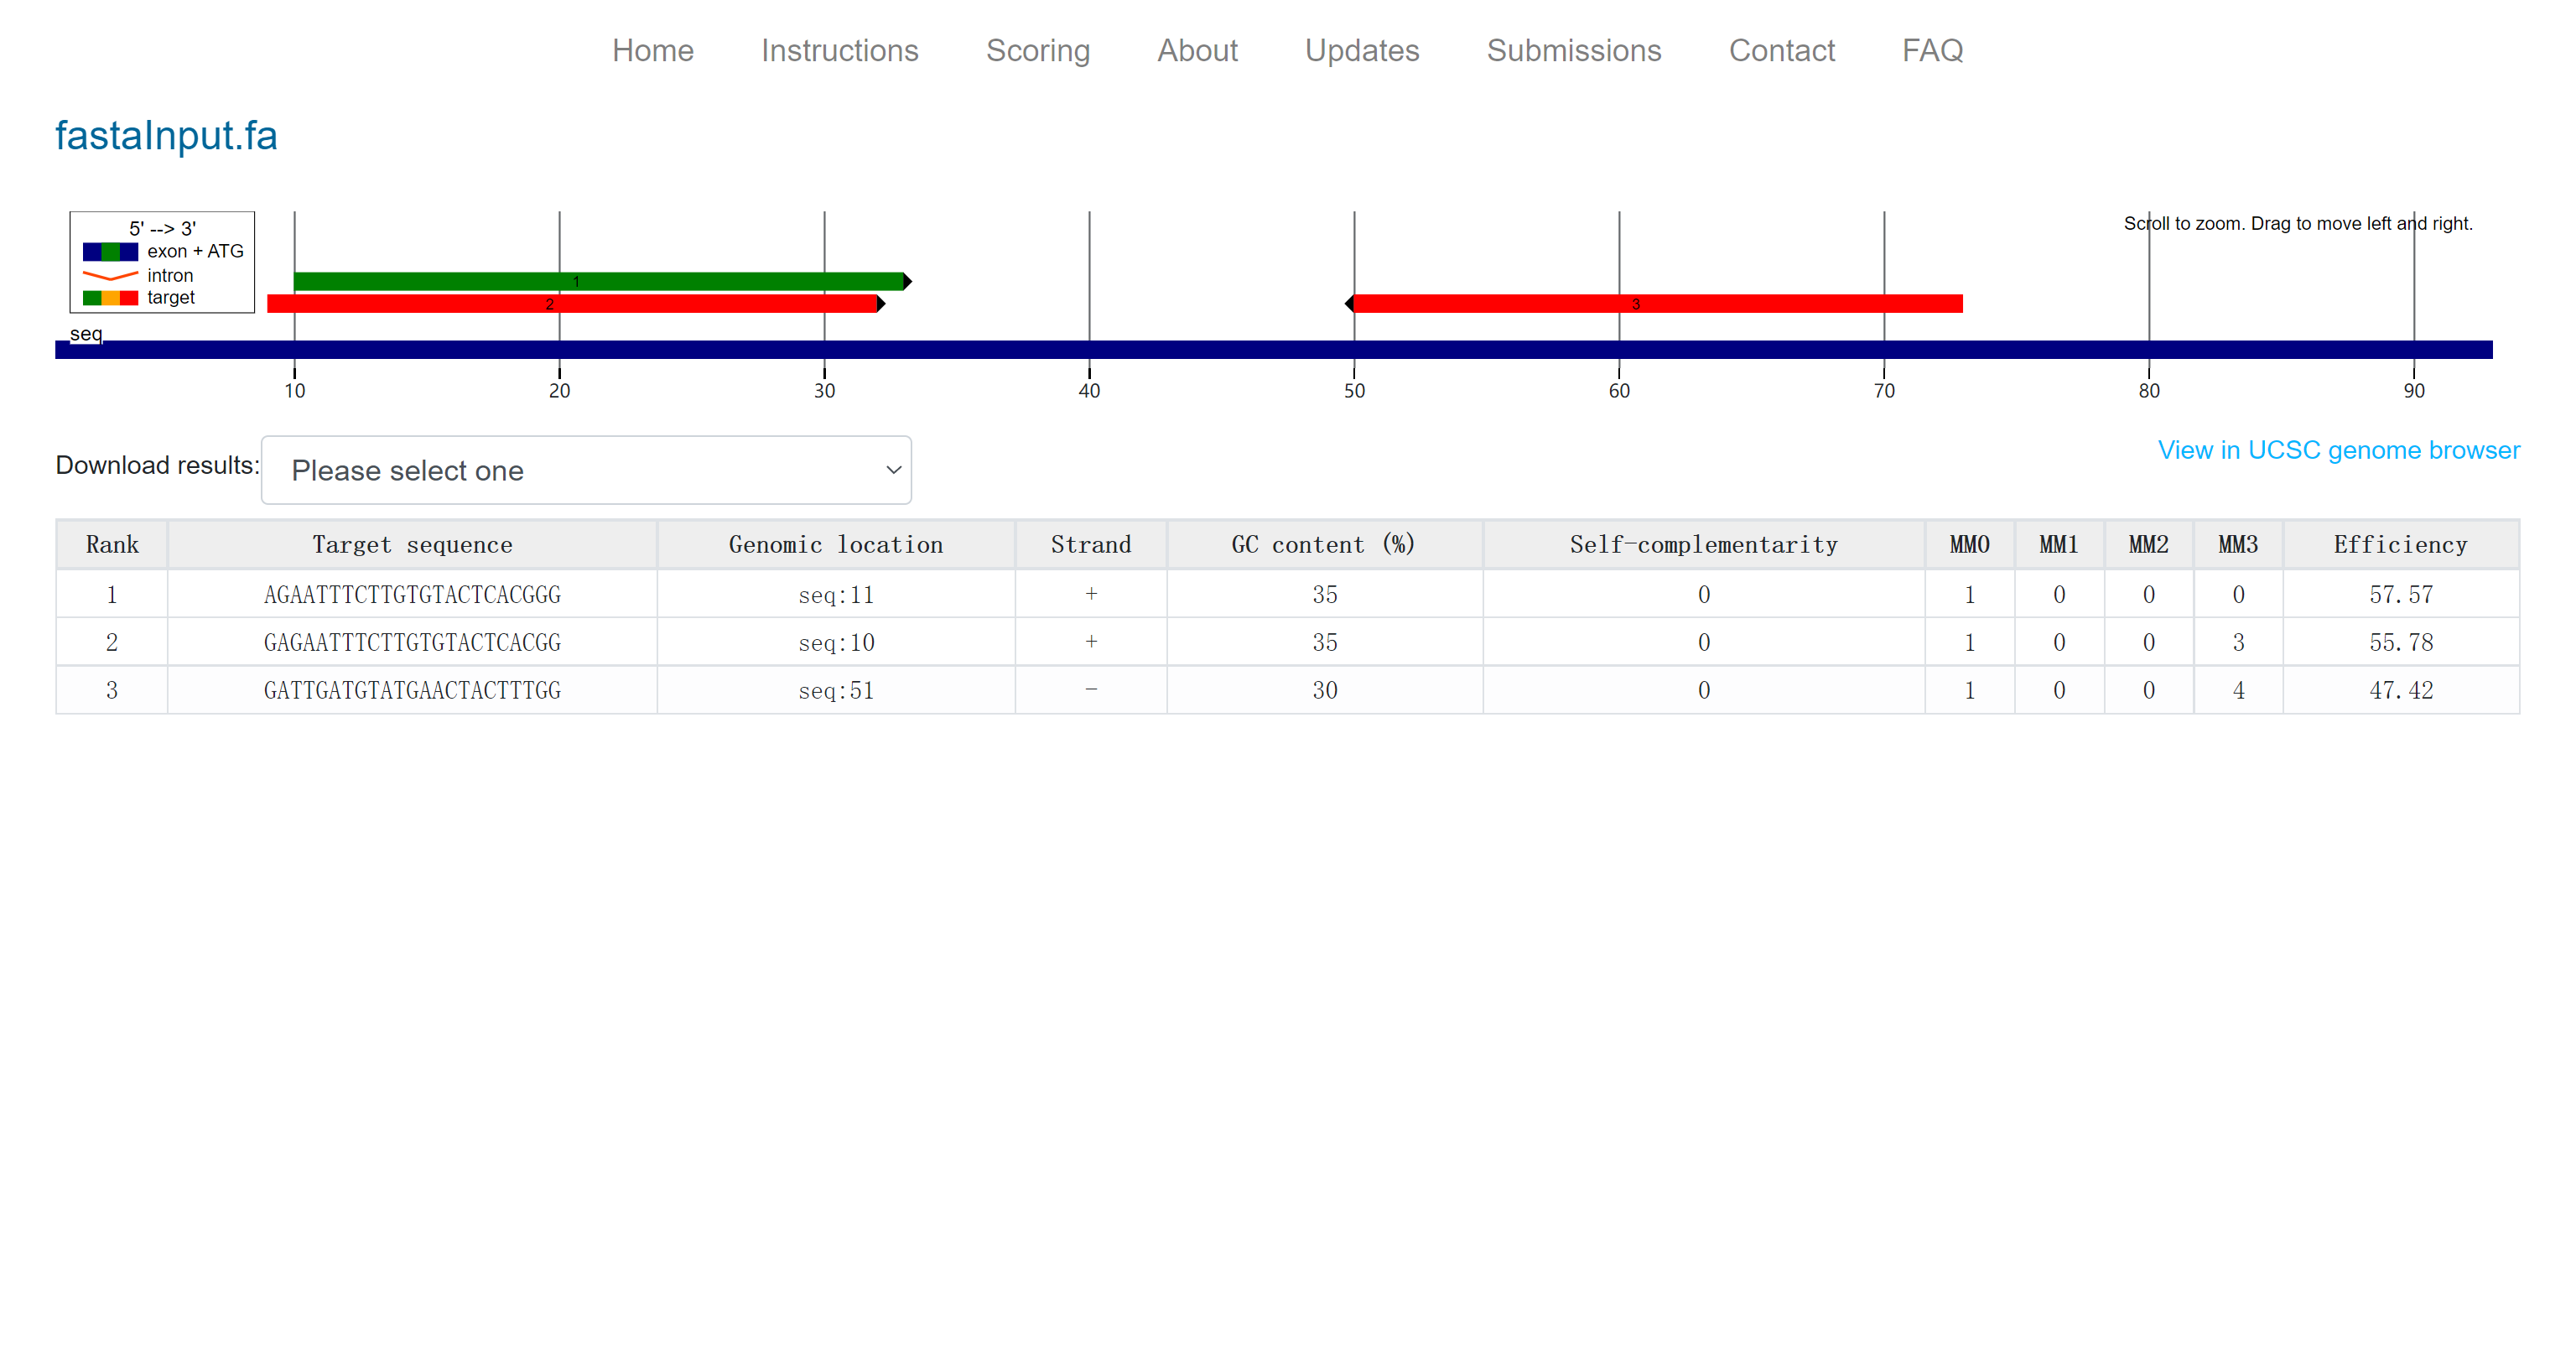 Home Instructions Scoring About Updates Submissions Contact FAQ
fastaInput.fa
5' --> 3'
exon + ATG
intron
target
Scroll to zoom. Drag to move left and right.
1
2
3
seq
10 20 30 40 50 60 70 80 90
Download results: Please select one
View in UCSC genome browser
Rank Target sequence Genomic location Strand GC content (%) Self-complementarity MM0 MM1 MM2 MM3 Efficiency
1 AGAATTTCTTGTGTACTCACGGG seq:11 + 35 0 1 0 0 0 57.57
2 GAGAATTTCTTGTGTACTCACGG seq:10 + 35 0 1 0 0 3 55.78
3 GATTGATGTATGAACTACTTTGG seq:51 - 30 0 1 0 0 4 47.42